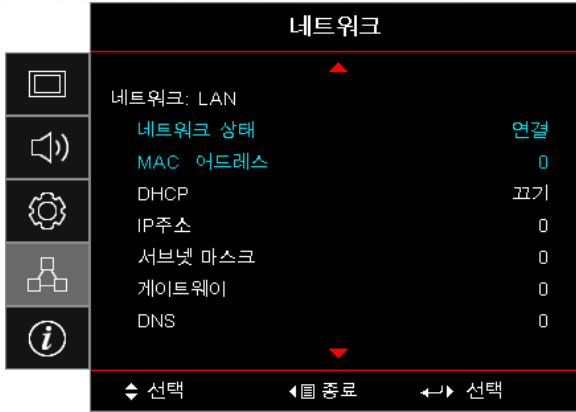 네트워크
네트워크: LAN
네트워크 상태 연결
MAC 어드레스 0
DHCP 끄기
IP주소 0
서브넷 마스크 0
게이트웨이 0
DNS 0
선택 종료 선택